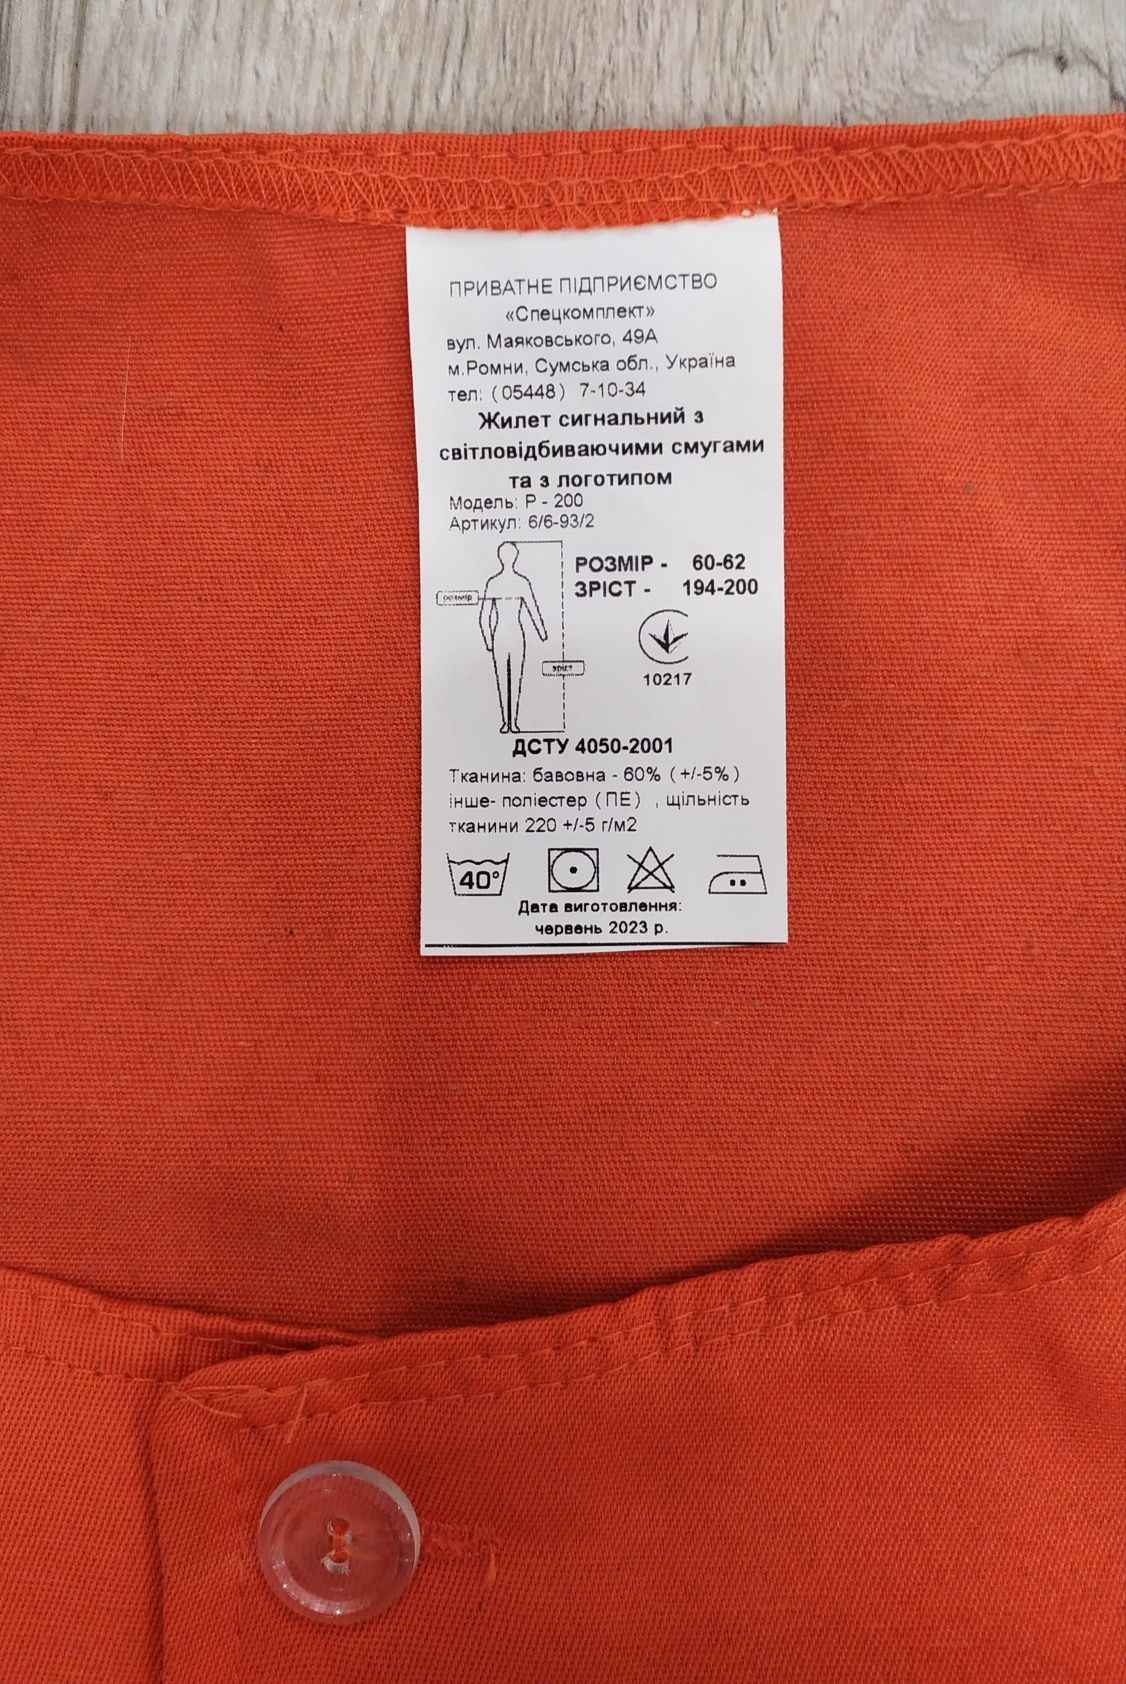 ПРИВАТНЕ ПІДПРИЄМСТВО
«Спецкомплект»
вул. Маяковського, 49А
м.Ромни, Сумська обл., Україна
тел: (05448) 7-10-34
Жилет сигнальний з
світловідбиваючими смугами
та з логотипом
Модель: Р - 200
Артикул: 6/6-93/2
РОЗМІР - 60-62
ЗРІСТ - 194-200
розмір
зріст
10217
ДСТУ 4050-2001
Тканина: бавовна - 60% (+/-5%)
інше- поліестер (ПЕ) , щільність
тканини 220 +/-5 г/м2
40°
Дата виготовлення:
червень 2023 р.